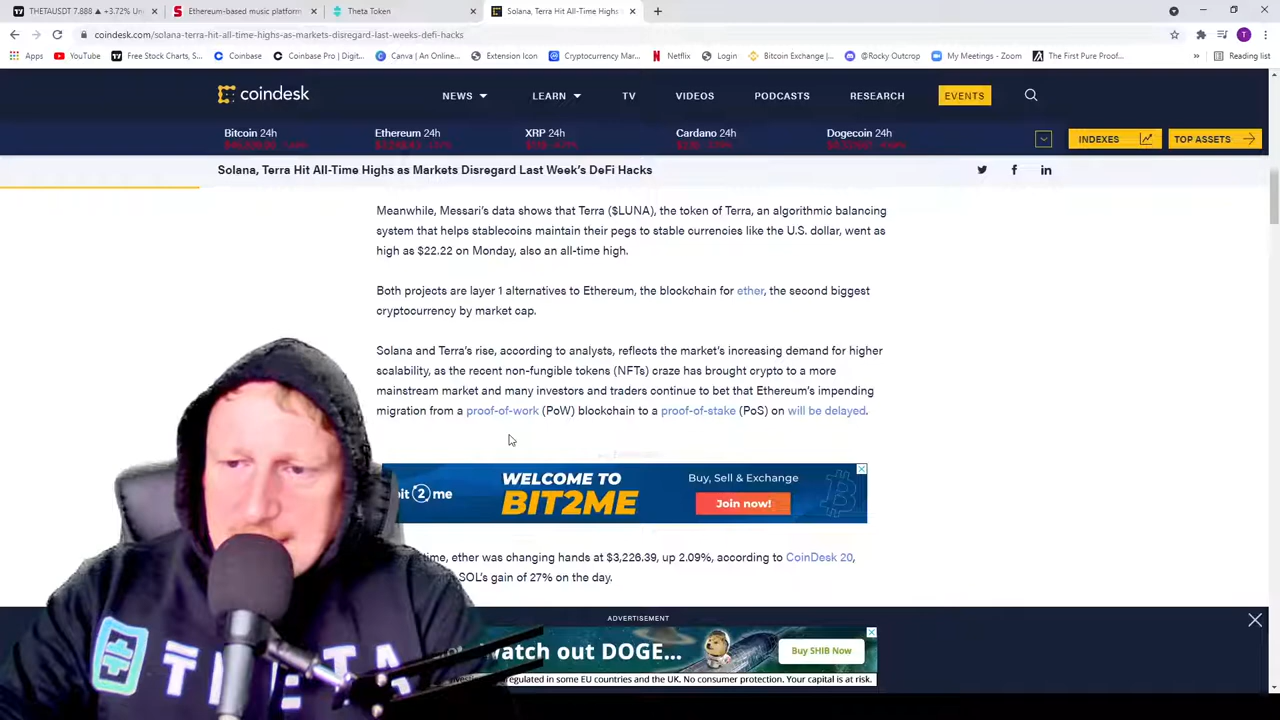 THETAUSDT 7.888 ▲ +3.72% Un
Ethereum-based music platform
Theta Token
Solana, Terra Hit All-Time Highs
coindesk.com/solana-terra-hit-all-time-highs-as-markets-disregard-last-weeks-defi-hacks
Apps
YouTube
Free Stock Charts, S...
Coinbase
Coinbase Pro | Digit...
Canva | An Online...
Extension Icon
Cryptocurrency Mar...
Netflix
Login
Bitcoin Exchange |...
@Rocky Outcrop
My Meetings - Zoom
The First Pure Proof...
Reading list
coindesk
NEWS
LEARN
TV
VIDEOS
PODCASTS
RESEARCH
EVENTS
Bitcoin 24h
Ethereum 24h
XRP 24h
Cardano 24h
Dogecoin 24h
INDEXES
TOP ASSETS
Solana, Terra Hit All-Time Highs as Markets Disregard Last Week's DeFi Hacks
Meanwhile, Messari's data shows that Terra ($LUNA), the token of Terra, an algorithmic balancing
system that helps stablecoins maintain their pegs to stable currencies like the U.S. dollar, went as
high as $22.22 on Monday, also an all-time high.
Both projects are layer 1 alternatives to Ethereum, the blockchain for ether, the second biggest
cryptocurrency by market cap.
Solana and Terra's rise, according to analysts, reflects the market's increasing demand for higher
scalability, as the recent non-fungible tokens (NFTs) craze has brought crypto to a more
mainstream market and many investors and traders continue to bet that Ethereum's impending
migration from a proof-of-work (PoW) blockchain to a proof-of-stake (PoS) on will be delayed.
bit2me
WELCOME TO
BIT2ME
Buy, Sell & Exchange
Join now!
time, ether was changing hands at $3,226.39, up 2.09%, according to CoinDesk 20,
SOL's gain of 27% on the day.
ADVERTISEMENT
watch out DOGE...
Buy SHIB Now
regulated in some EU countries and the UK. No consumer protection. Your capital is at risk.
THETA